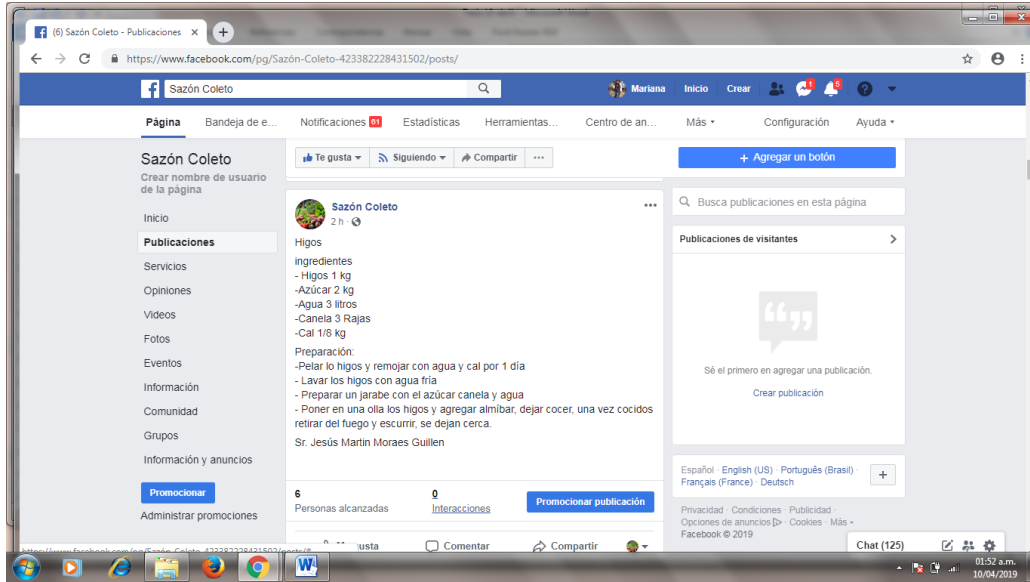 (6) Sazón Coleto - Publicaciones
https://www.facebook.com/pg/Sazón-Coleto-423382228431502/posts/
Sazón Coleto
Mariana
Inicio
Crear
1
5
Página
Bandeja de e...
Notificaciones 61
Estadísticas
Herramientas...
Centro de an...
Más
Configuración
Ayuda
Sazón Coleto
Crear nombre de usuario
de la página
Inicio
Publicaciones
Servicios
Opiniones
Videos
Fotos
Eventos
Información
Comunidad
Grupos
Información y anuncios
Promocionar
Administrar promociones
Te gusta
Siguiendo
Compartir
+ Agregar un botón
Sazón Coleto
2 h ·
Higos
ingredientes
- Higos 1 kg
-Azúcar 2 kg
-Agua 3 litros
-Canela 3 Rajas
-Cal 1/8 kg
Preparación:
-Pelar lo higos y remojar con agua y cal por 1 día
- Lavar los higos con agua fría
- Preparar un jarabe con el azúcar canela y agua
- Poner en una olla los higos y agregar almíbar, dejar cocer, una vez cocidos
retirar del fuego y escurrir, se dejan cerca.
Sr. Jesús Martin Moraes Guillen
6
Personas alcanzadas
0
Interacciones
Promocionar publicación
Comentar
Compartir
Busca publicaciones en esta página
Publicaciones de visitantes
Sé el primero en agregar una publicación.
Crear publicación
Español · English (US) · Português (Brasil) ·
Français (France) · Deutsch
Privacidad · Condiciones · Publicidad ·
Opciones de anuncios · Cookies · Más
Facebook © 2019
Chat (125)
01:52 a.m.
10/04/2019